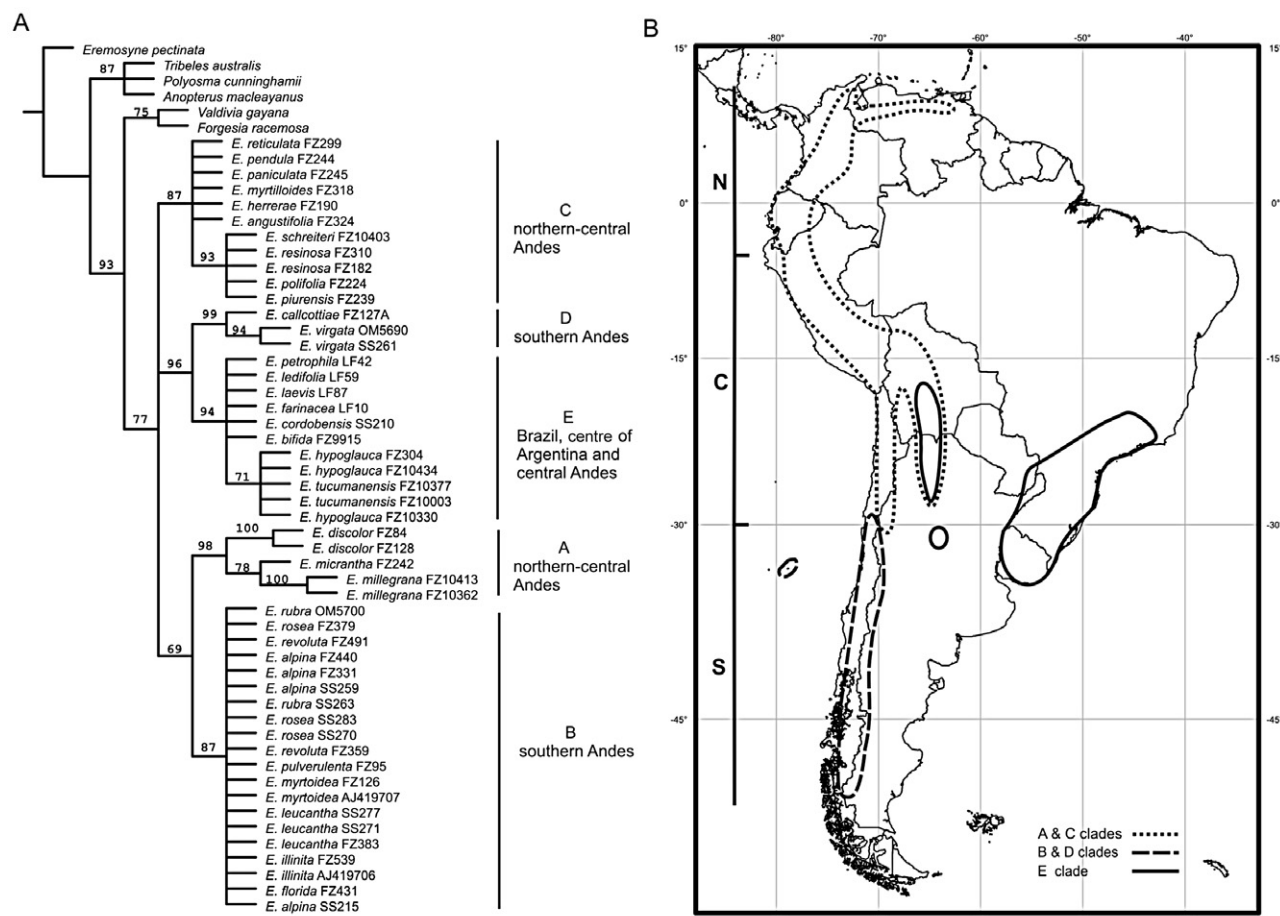 A
Eremosyne pectinata
87
Tribeles australis
Polyosma cunninghamii
Anopterus macleayanus
75
Valdivia gayana
Forgesia racemosa
93
77
87
E. reticulata FZ299
E. pendula FZ244
E. paniculata FZ245
E. myrtilloides FZ318
E. herrerae FZ190
E. angustifolia FZ324
93
E. schreiteri FZ10403
E. resinosa FZ310
E. resinosa FZ182
E. polifolia FZ224
E. piurensis FZ239
C
northern-central
Andes
96
99
E. callcottiae FZ127A
94
E. virgata OM5690
E. virgata SS261
D
southern Andes
94
E. petrophila LF42
E. ledifolia LF59
E. laevis LF87
E. farinacea LF10
E. cordobensis SS210
E. bifida FZ9915
71
E. hypoglauca FZ304
E. hypoglauca FZ10434
E. tucumanensis FZ10377
E. tucumanensis FZ10003
E. hypoglauca FZ10330
E
Brazil, centre of
Argentina and
central Andes
69
98
100
E. discolor FZ84
E. discolor FZ128
78
E. micrantha FZ242
100
E. millegrana FZ10413
E. millegrana FZ10362
A
northern-central
Andes
87
E. rubra OM5700
E. rosea FZ379
E. revoluta FZ491
E. alpina FZ440
E. alpina FZ331
E. alpina SS259
E. rubra SS263
E. rosea SS283
E. rosea SS270
E. revoluta FZ359
E. pulverulenta FZ95
E. myrtoidea FZ126
E. myrtoidea AJ419707
E. leucantha SS277
E. leucantha SS271
E. leucantha FZ383
E. illinita FZ539
E. illinita AJ419706
E. florida FZ431
E. alpina SS215
B
southern Andes
B
-80° -70° -60° -50° -40°
15° 15°
N
0° 0°
C
-15° -15°
-30° -30°
S
-45° -45°
A & C clades
B & D clades
E clade